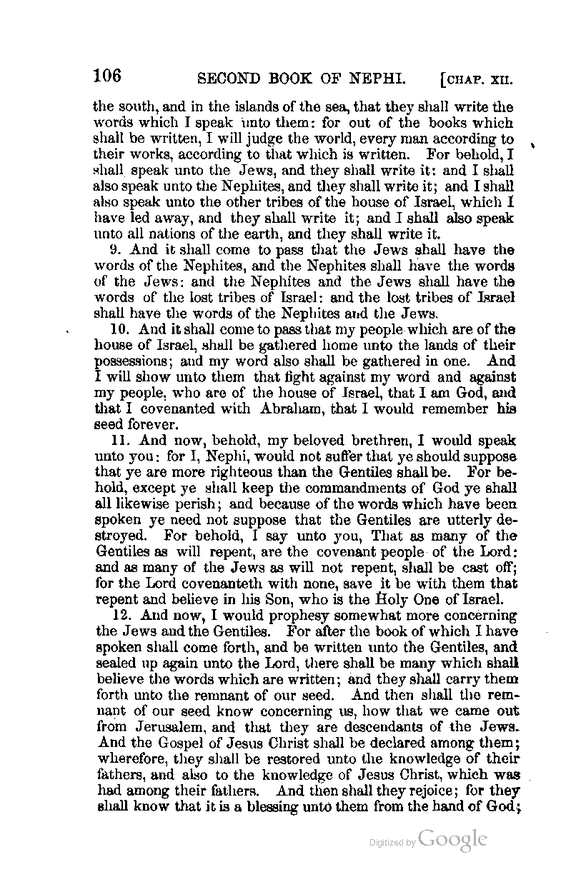 106 SECOND BOOK OF NEPHI. [CHAP. XII.
the south, and in the islands of the sea, that they shall write the
words which I speak unto them: for out of the books which
shall be written, I will judge the world, every man according to
their works, according to that which is written. For behold, I
shall speak unto the Jews, and they shall write it: and I shall
also speak unto the Nephites, and they shall write it; and I shall
also speak unto the other tribes of the house of Israel, which I
have led away, and they shall write it; and I shall also speak
unto all nations of the earth, and they shall write it.
9. And it shall come to pass that the Jews shall have the
words of the Nephites, and the Nephites shall have the words
of the Jews: and the Nephites and the Jews shall have the
words of the lost tribes of Israel: and the lost tribes of Israel
shall have the words of the Nephites and the Jews.
10. And it shall come to pass that my people which are of the
house of Israel, shall be gathered home unto the lands of their
possessions; and my word also shall be gathered in one. And
I will show unto them that fight against my word and against
my people, who are of the house of Israel, that I am God, and
that I covenanted with Abraham, that I would remember his
seed forever.
11. And now, behold, my beloved brethren, I would speak
unto you: for I, Nephi, would not suffer that ye should suppose
that ye are more righteous than the Gentiles shall be. For be-
hold, except ye shall keep the commandments of God ye shall
all likewise perish; and because of the words which have been
spoken ye need not suppose that the Gentiles are utterly de-
stroyed. For behold, I say unto you, That as many of the
Gentiles as will repent, are the covenant people of the Lord:
and as many of the Jews as will not repent, shall be cast off;
for the Lord covenanteth with none, save it be with them that
repent and believe in his Son, who is the Holy One of Israel.
12. And now, I would prophesy somewhat more concerning
the Jews and the Gentiles. For after the book of which I have
spoken shall come forth, and be written unto the Gentiles, and
sealed up again unto the Lord, there shall be many which shall
believe the words which are written; and they shall carry them
forth unto the remnant of our seed. And then shall the rem-
nant of our seed know concerning us, how that we came out
from Jerusalem, and that they are descendants of the Jews.
And the Gospel of Jesus Christ shall be declared among them;
wherefore, they shall be restored unto the knowledge of their
fathers, and also to the knowledge of Jesus Christ, which was
had among their fathers. And then shall they rejoice; for they
shall know that it is a blessing unto them from the hand of God;
Digitized by Google